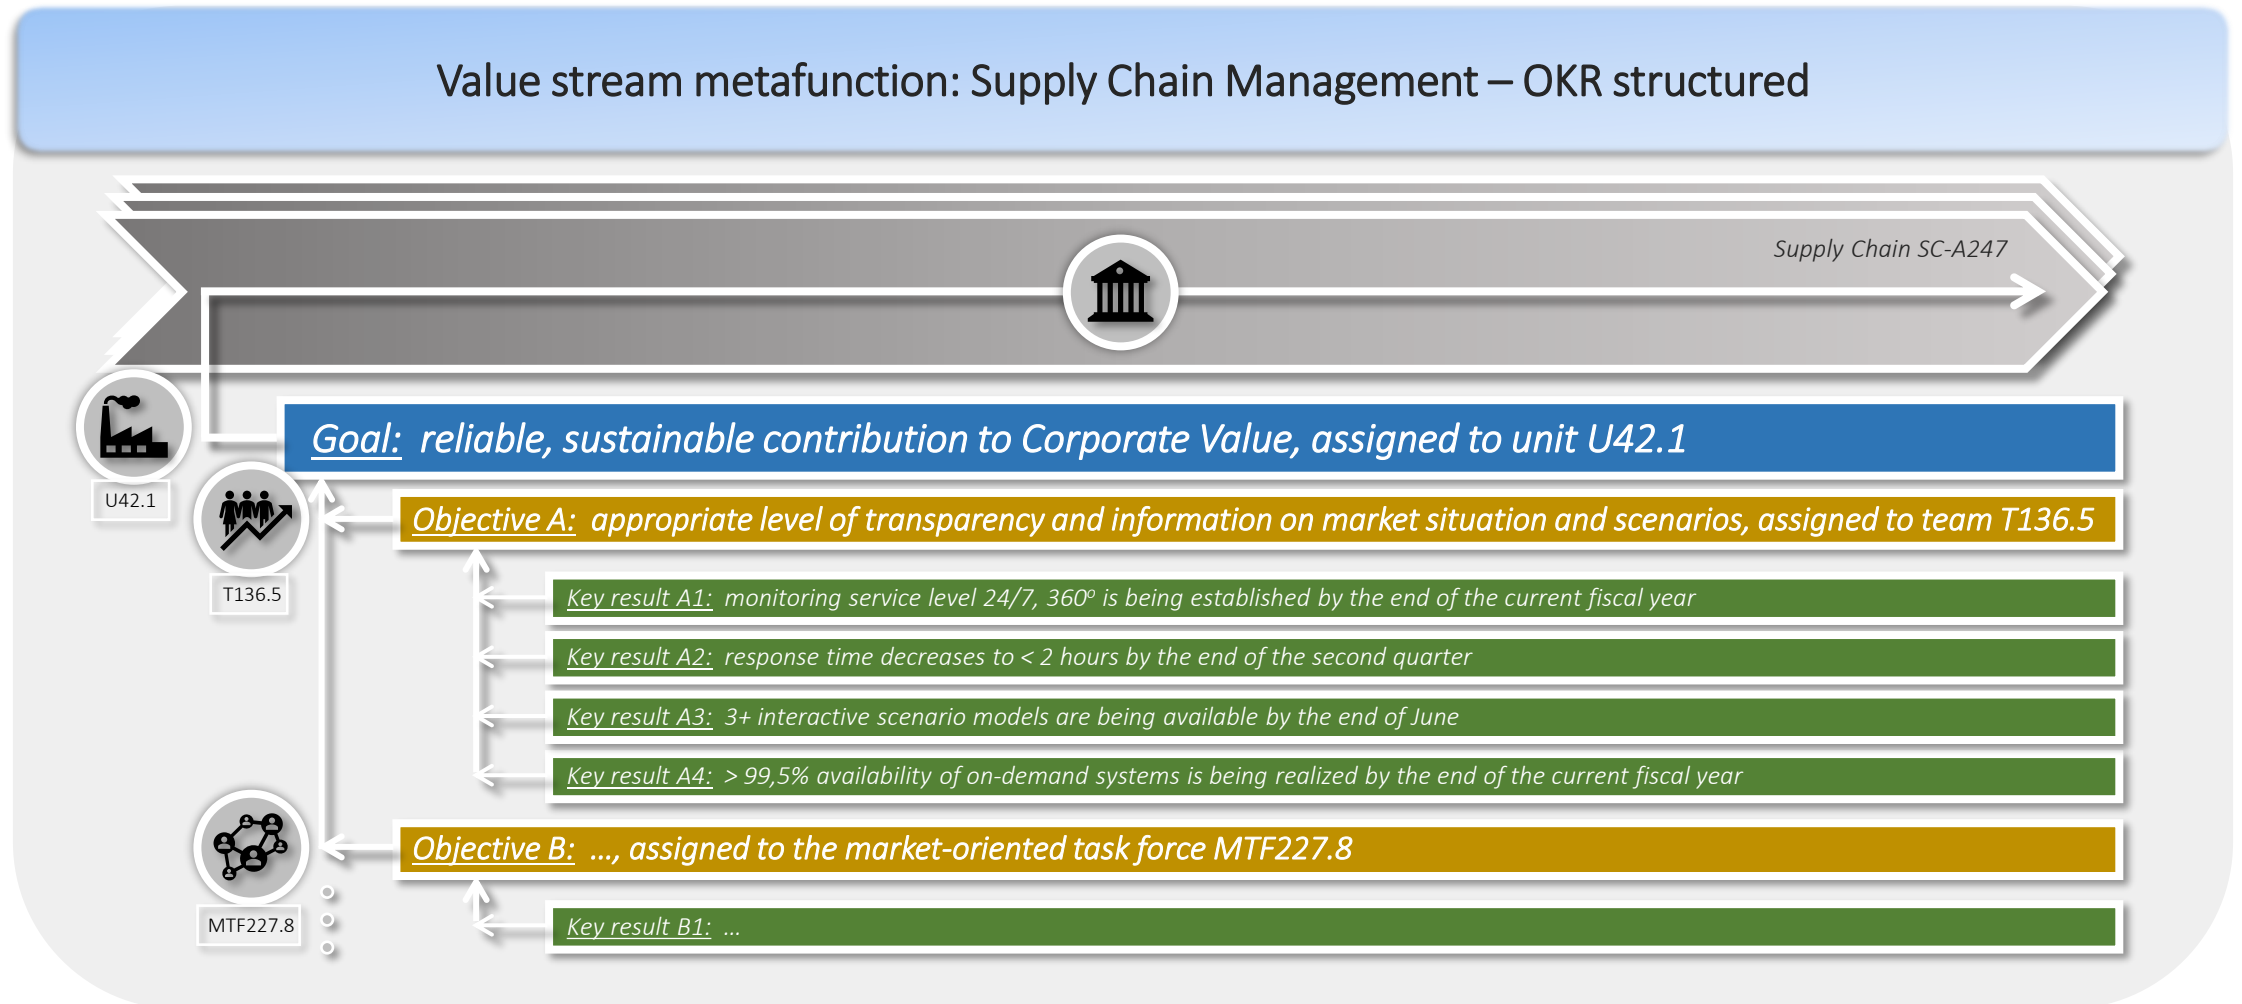 Value stream metafunction: Supply Chain Management – OKR structured
Supply Chain SC-A247
Goal: reliable, sustainable contribution to Corporate Value, assigned to unit U42.1
U42.1
Objective A: appropriate level of transparency and information on market situation and scenarios, assigned to team T136.5
T136.5
Key result A1: monitoring service level 24/7, 360º is being established by the end of the current fiscal year
Key result A2: response time decreases to < 2 hours by the end of the second quarter
Key result A3: 3+ interactive scenario models are being available by the end of June
Key result A4: > 99,5% availability of on-demand systems is being realized by the end of the current fiscal year
Objective B: ..., assigned to the market-oriented task force MTF227.8
MTF227.8
Key result B1: ...